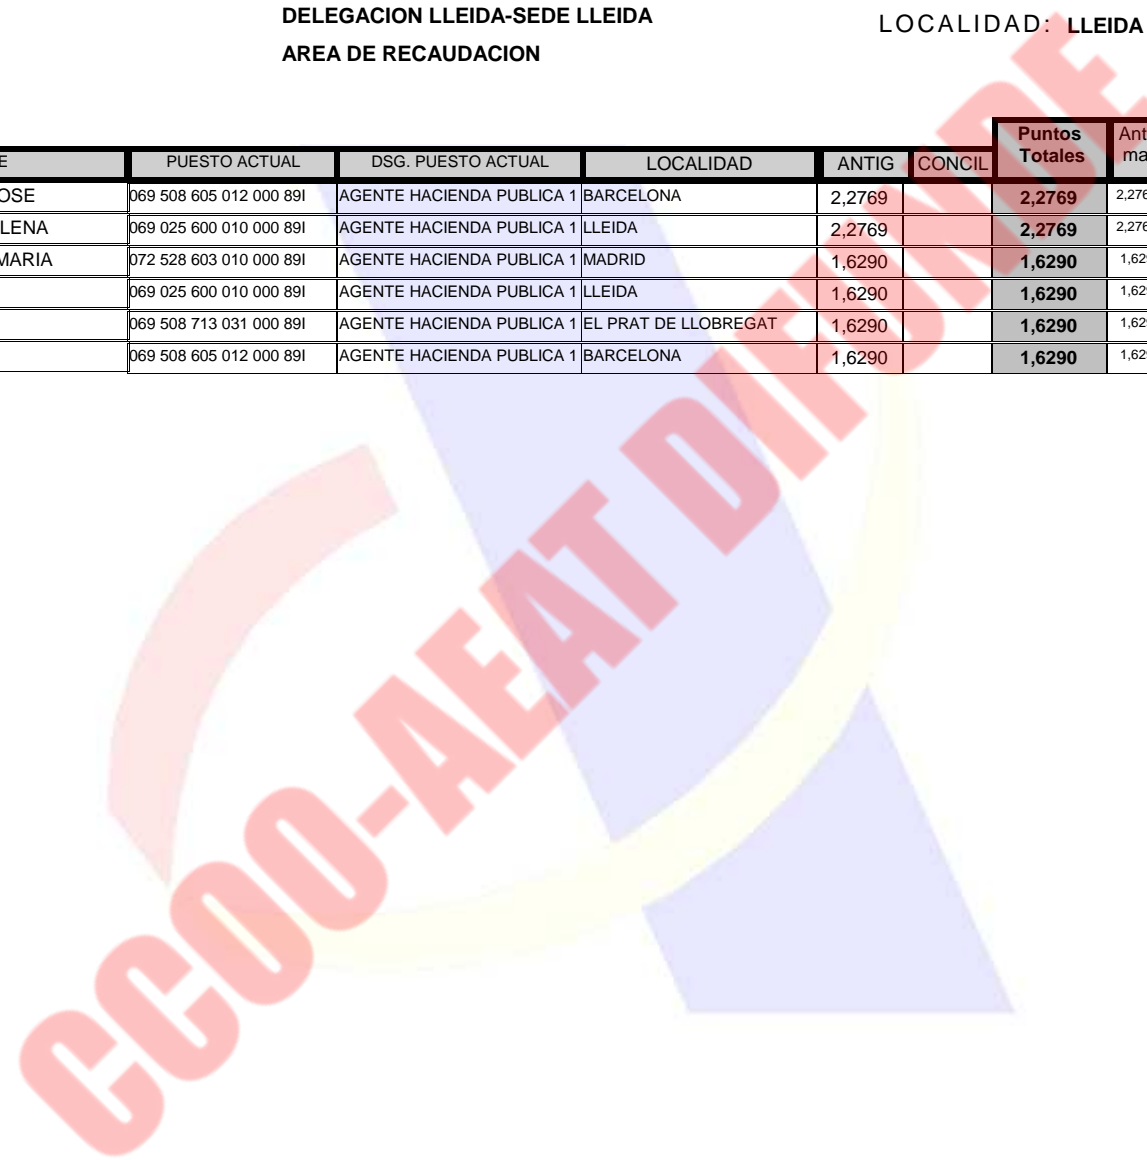 DELEGACION LLEIDA-SEDE LLEIDA
LOCALIDAD: LLEIDA
AREA DE RECAUDACION
PUESTO ACTUAL DSG. PUESTO ACTUAL LOCALIDAD ANTIG CONCIL Puntos Totales
069 508 605 012 000 89I AGENTE HACIENDA PUBLICA 1 BARCELONA 2,2769 2,2769
069 025 600 010 000 89I AGENTE HACIENDA PUBLICA 1 LLEIDA 2,2769 2,2769
MARIA 072 528 603 010 000 89I AGENTE HACIENDA PUBLICA 1 MADRID 1,6290 1,6290
069 025 600 010 000 89I AGENTE HACIENDA PUBLICA 1 LLEIDA 1,6290 1,6290
069 508 713 031 000 89I AGENTE HACIENDA PUBLICA 1 EL PRAT DE LLOBREGAT 1,6290 1,6290
069 508 605 012 000 89I AGENTE HACIENDA PUBLICA 1 BARCELONA 1,6290 1,6290
CCOO-AEAT DIFUNDE